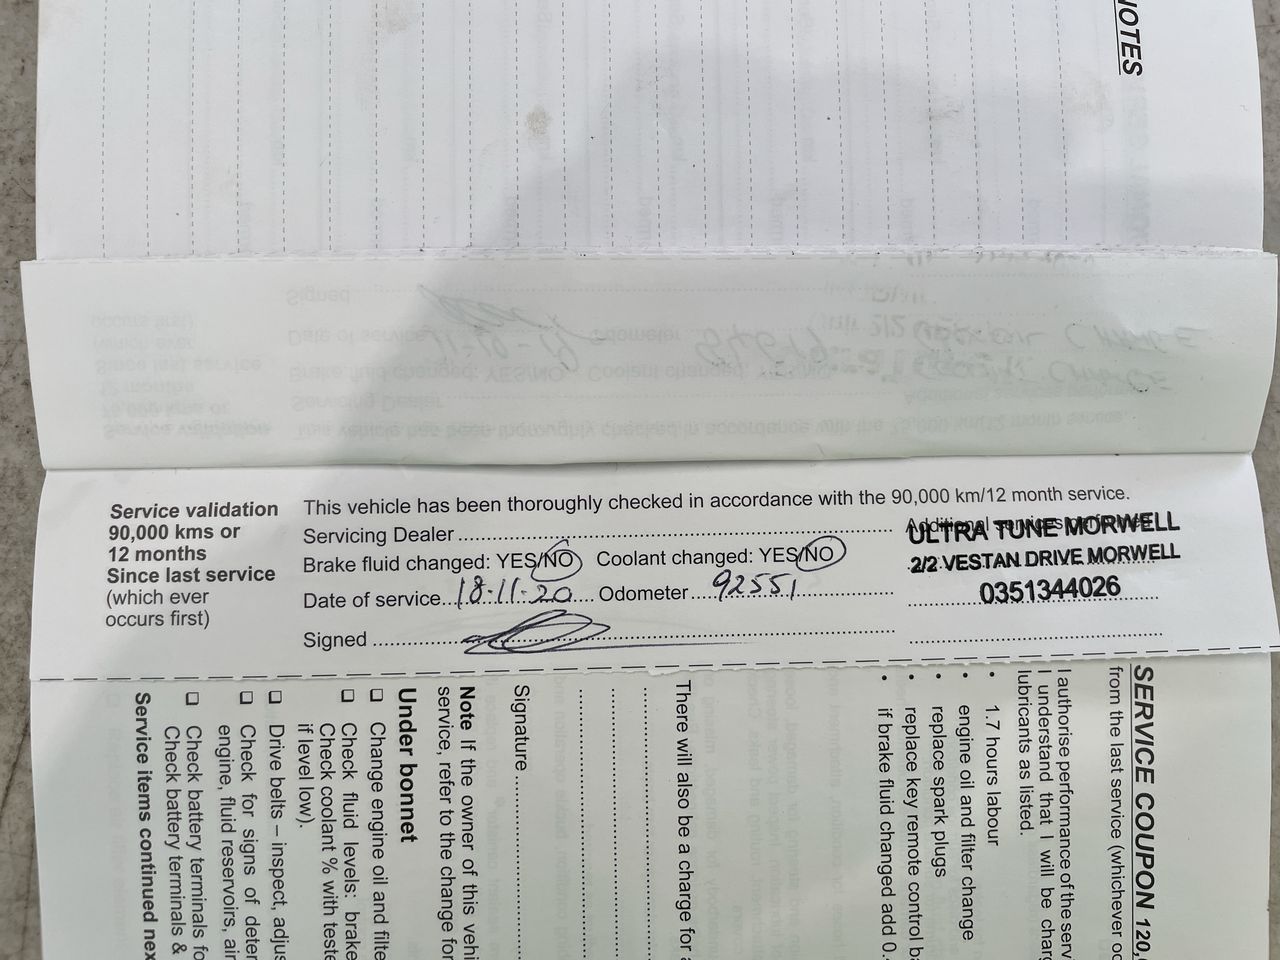 NOTES
Service validation
90,000 kms or
12 months
Since last service
(which ever
occurs first)
This vehicle has been thoroughly checked in accordance with the 90,000 km/12 month service.
Servicing Dealer
Brake fluid changed: YES/NO Coolant changed: YES/NO
Date of service 18-11-20 Odometer 92551
Signed
Additional services
ULTRA TUNE MORWELL
2/2 VESTAN DRIVE MORWELL
0351344026
SERVICE COUPON 120,
from the last service (whichever oc
I authorise performance of the serv
I understand that I will be charg
lubricants as listed.
• 1.7 hours labour
• engine oil and filter change
• replace spark plugs
• replace key remote control ba
• if brake fluid changed add 0.
There will also be a charge for a
Signature
Note If the owner of this vehi
service, refer to the change for
Under bonnet
❏ Change engine oil and filte
❏ Check fluid levels: brake
Check coolant % with teste
if level low).
❏ Drive belts – inspect, adjus
❏ Check for signs of deter
engine, fluid reservoirs, air
❏ Check battery terminals fo
Check battery terminals &
Service items continued nex